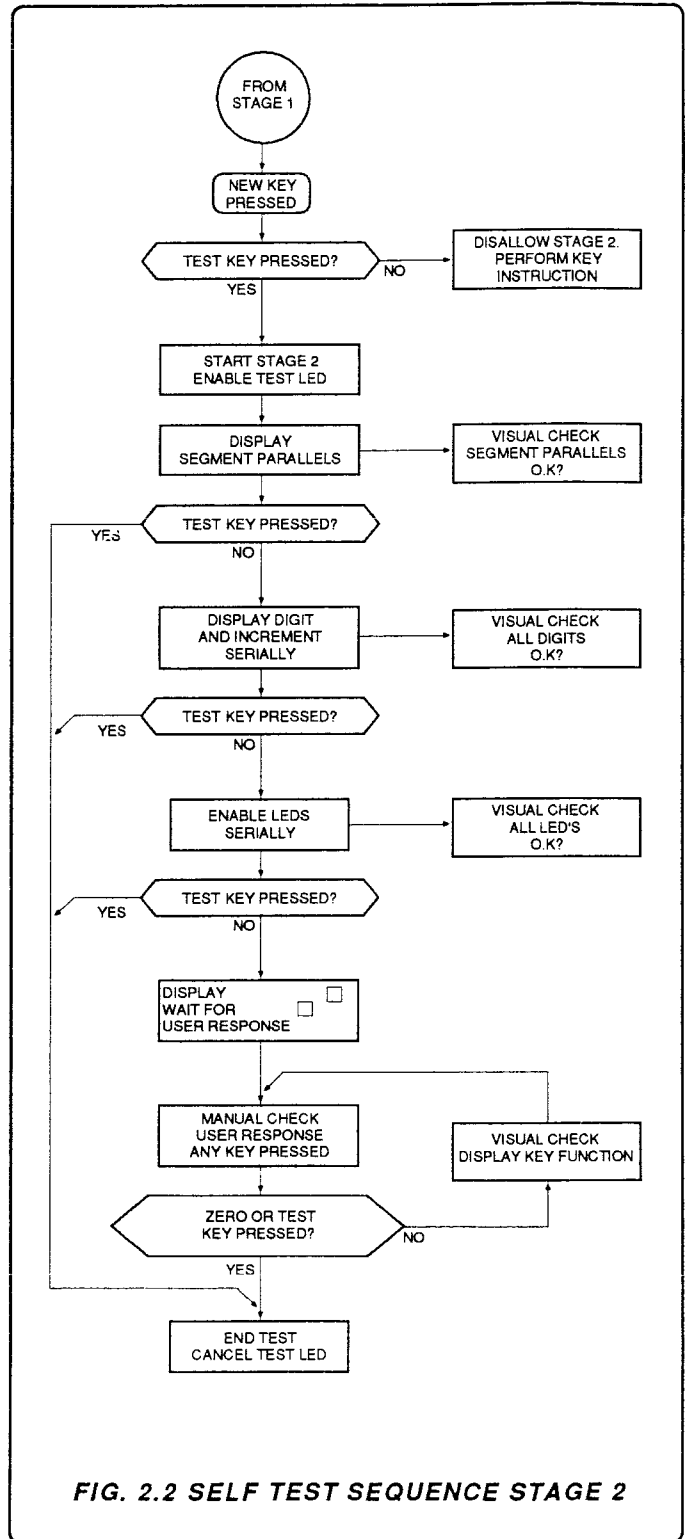 FROM
STAGE 1
NEW KEY
PRESSED
TEST KEY PRESSED?
NO
YES
DISALLOW STAGE 2.
PERFORM KEY
INSTRUCTION
START STAGE 2
ENABLE TEST LED
DISPLAY
SEGMENT PARALLELS
VISUAL CHECK
SEGMENT PARALLELS
O.K?
TEST KEY PRESSED?
YES
NO
DISPLAY DIGIT
AND INCREMENT
SERIALLY
VISUAL CHECK
ALL DIGITS
O.K?
TEST KEY PRESSED?
YES
NO
ENABLE LEDS
SERIALLY
VISUAL CHECK
ALL LED'S
O.K?
TEST KEY PRESSED?
YES
NO
DISPLAY
WAIT FOR
USER RESPONSE
MANUAL CHECK
USER RESPONSE
ANY KEY PRESSED
VISUAL CHECK
DISPLAY KEY FUNCTION
ZERO OR TEST
KEY PRESSED?
NO
YES
END TEST
CANCEL TEST LED
FIG. 2.2 SELF TEST SEQUENCE STAGE 2